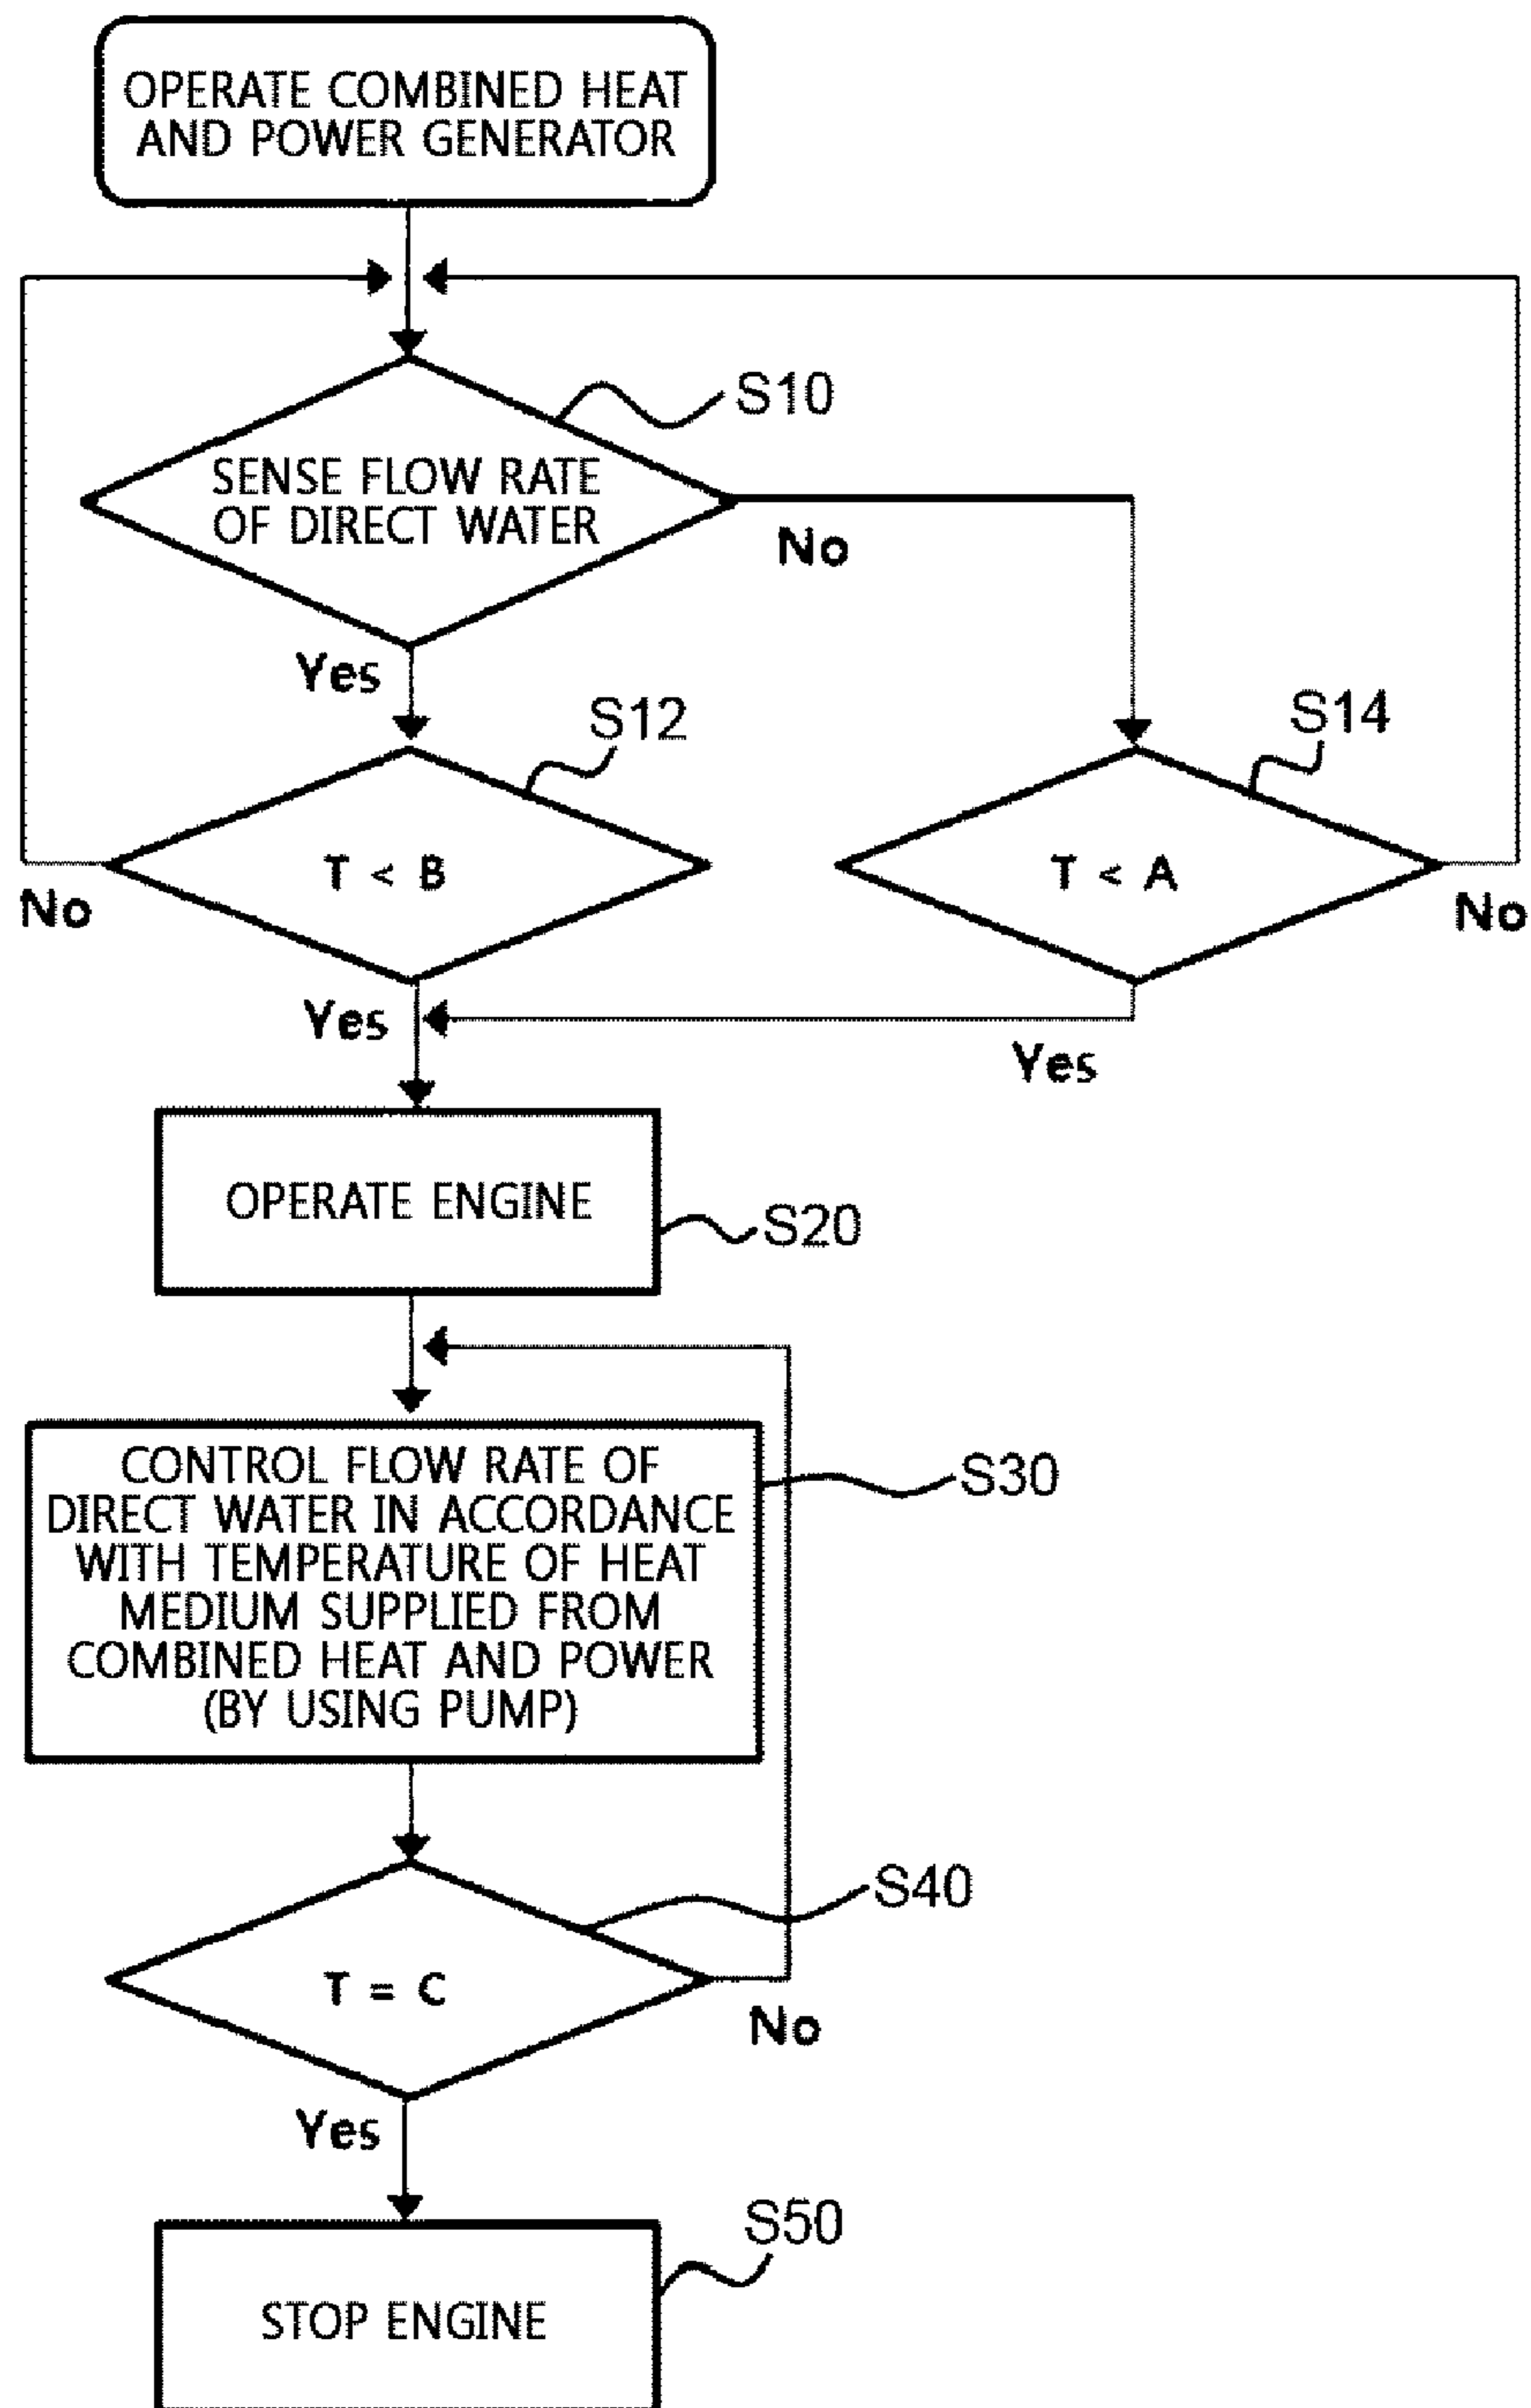 OPERATE COMBINED HEAT
AND POWER GENERATOR
S10
SENSE FLOW RATE
OF DIRECT WATER
No
Yes
S12
S14
T < B
T < A
No
No
Yes
Yes
OPERATE ENGINE
S20
CONTROL FLOW RATE OF
DIRECT WATER IN ACCORDANCE
WITH TEMPERATURE OF HEAT
MEDIUM SUPPLIED FROM
COMBINED HEAT AND POWER
(BY USING PUMP)
S30
S40
T = C
No
Yes
S50
STOP ENGINE